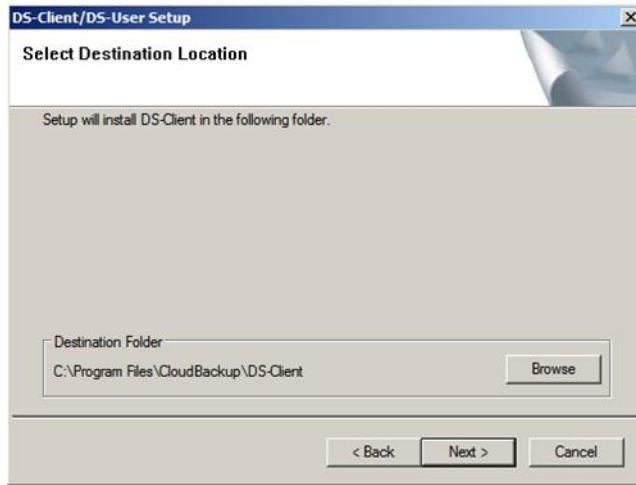 DS-Client/DS-User Setup
Select Destination Location
Setup will install DS-Client in the following folder.
Destination Folder
C:\Program Files\CloudBackup\DS-Client
Browse
< Back
Next >
Cancel